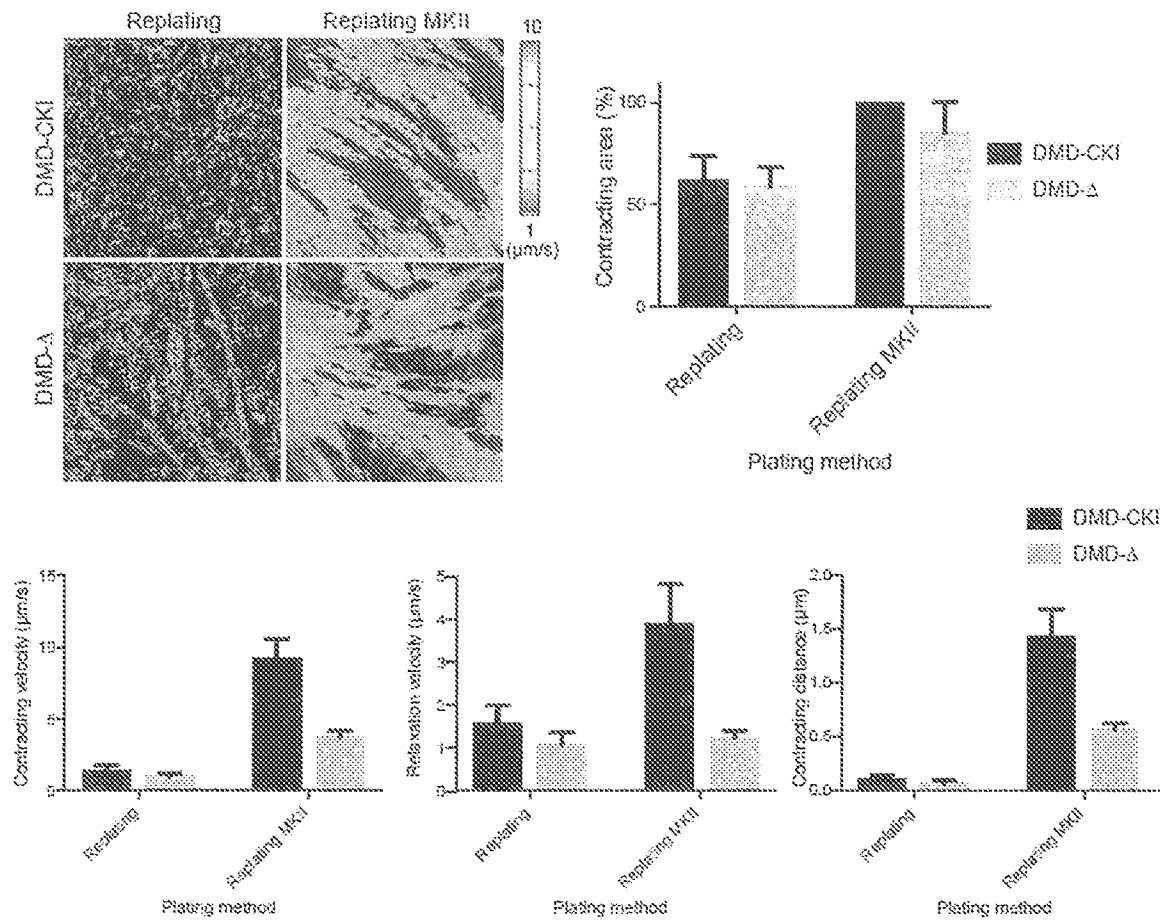 Replating Replating MKII
DMD-CKI
DMD-Δ
10
1
(μm/s)
Contracting area (%)
100
50
0
Replating
Replating MKII
Plating method
DMD-CKI
DMD-Δ
DMD-CKI
DMD-Δ
Contracting velocity (μm/s)
15
10
5
0
Replating
Replating MKII
Plating method
Relaxation velocity (μm/s)
5
4
3
2
1
0
Replating
Replating MKII
Plating method
Contracting distance (μm)
2.0
1.5
1.0
0.5
0.0
Replating
Replating MKII
Plating method